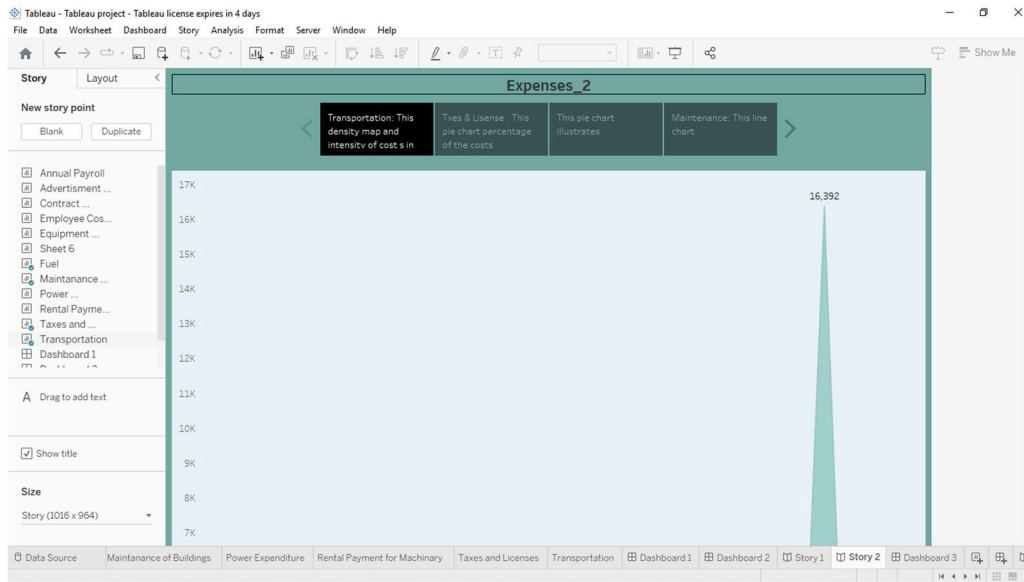 Tableau - Tableau project - Tableau license expires in 4 days
File Data Worksheet Dashboard Story Analysis Format Server Window Help
Show Me
Story Layout
New story point
Blank Duplicate
Annual Payroll
Advertisment ...
Contract ...
Employee Cos...
Equipment ...
Sheet 6
Fuel
Maintanance ...
Power ...
Rental Payme...
Taxes and ...
Transportation
Dashboard 1
A Drag to add text
Show title
Size
Story (1016 x 964)
Expenses_2
Transportation: This
density map and
intensity of cost s in
Txes & Lisense : This
pie chart percentage
of the costs
This pie chart
illustrates
Maintenance: This line
chart
17K
16K
15K
14K
13K
12K
11K
10K
9K
8K
7K
16,392
Data Source Maintanance of Buildings Power Expenditure Rental Payment for Machinary Taxes and Licenses Transportation Dashboard 1 Dashboard 2 Story 1 Story 2 Dashboard 3